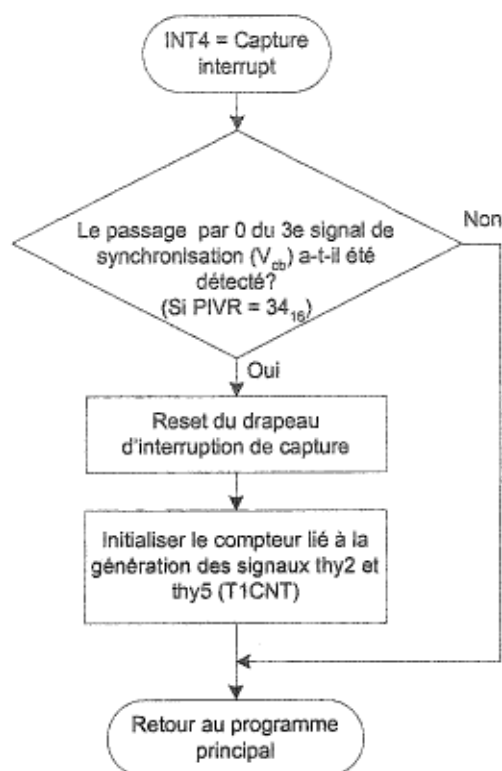 INT4 = Capture
interrupt
Le passage par 0 du 3e signal de
synchronisation (V_cb) a-t-il été
détecté?
(Si PIVR = 34_16)
Non
Oui
Reset du drapeau
d'interruption de capture
Initialiser le compteur lié à la
génération des signaux thy2 et
thy5 (T1CNT)
Retour au programme
principal